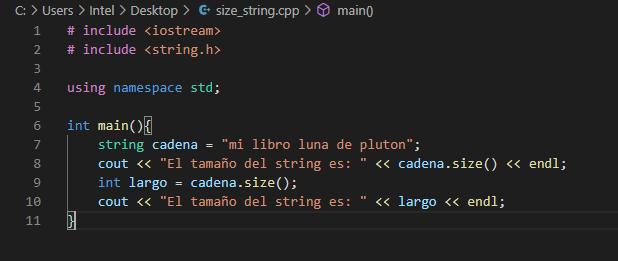 C: > Users > Intel > Desktop > size_string.cpp > main()
1 # include <iostream>
2 # include <string.h>
3
4 using namespace std;
5
6 int main(){
7 string cadena = "mi libro luna de pluton";
8 cout << "El tamaño del string es: " << cadena.size() << endl;
9 int largo = cadena.size();
10 cout << "El tamaño del string es: " << largo << endl;
11 }